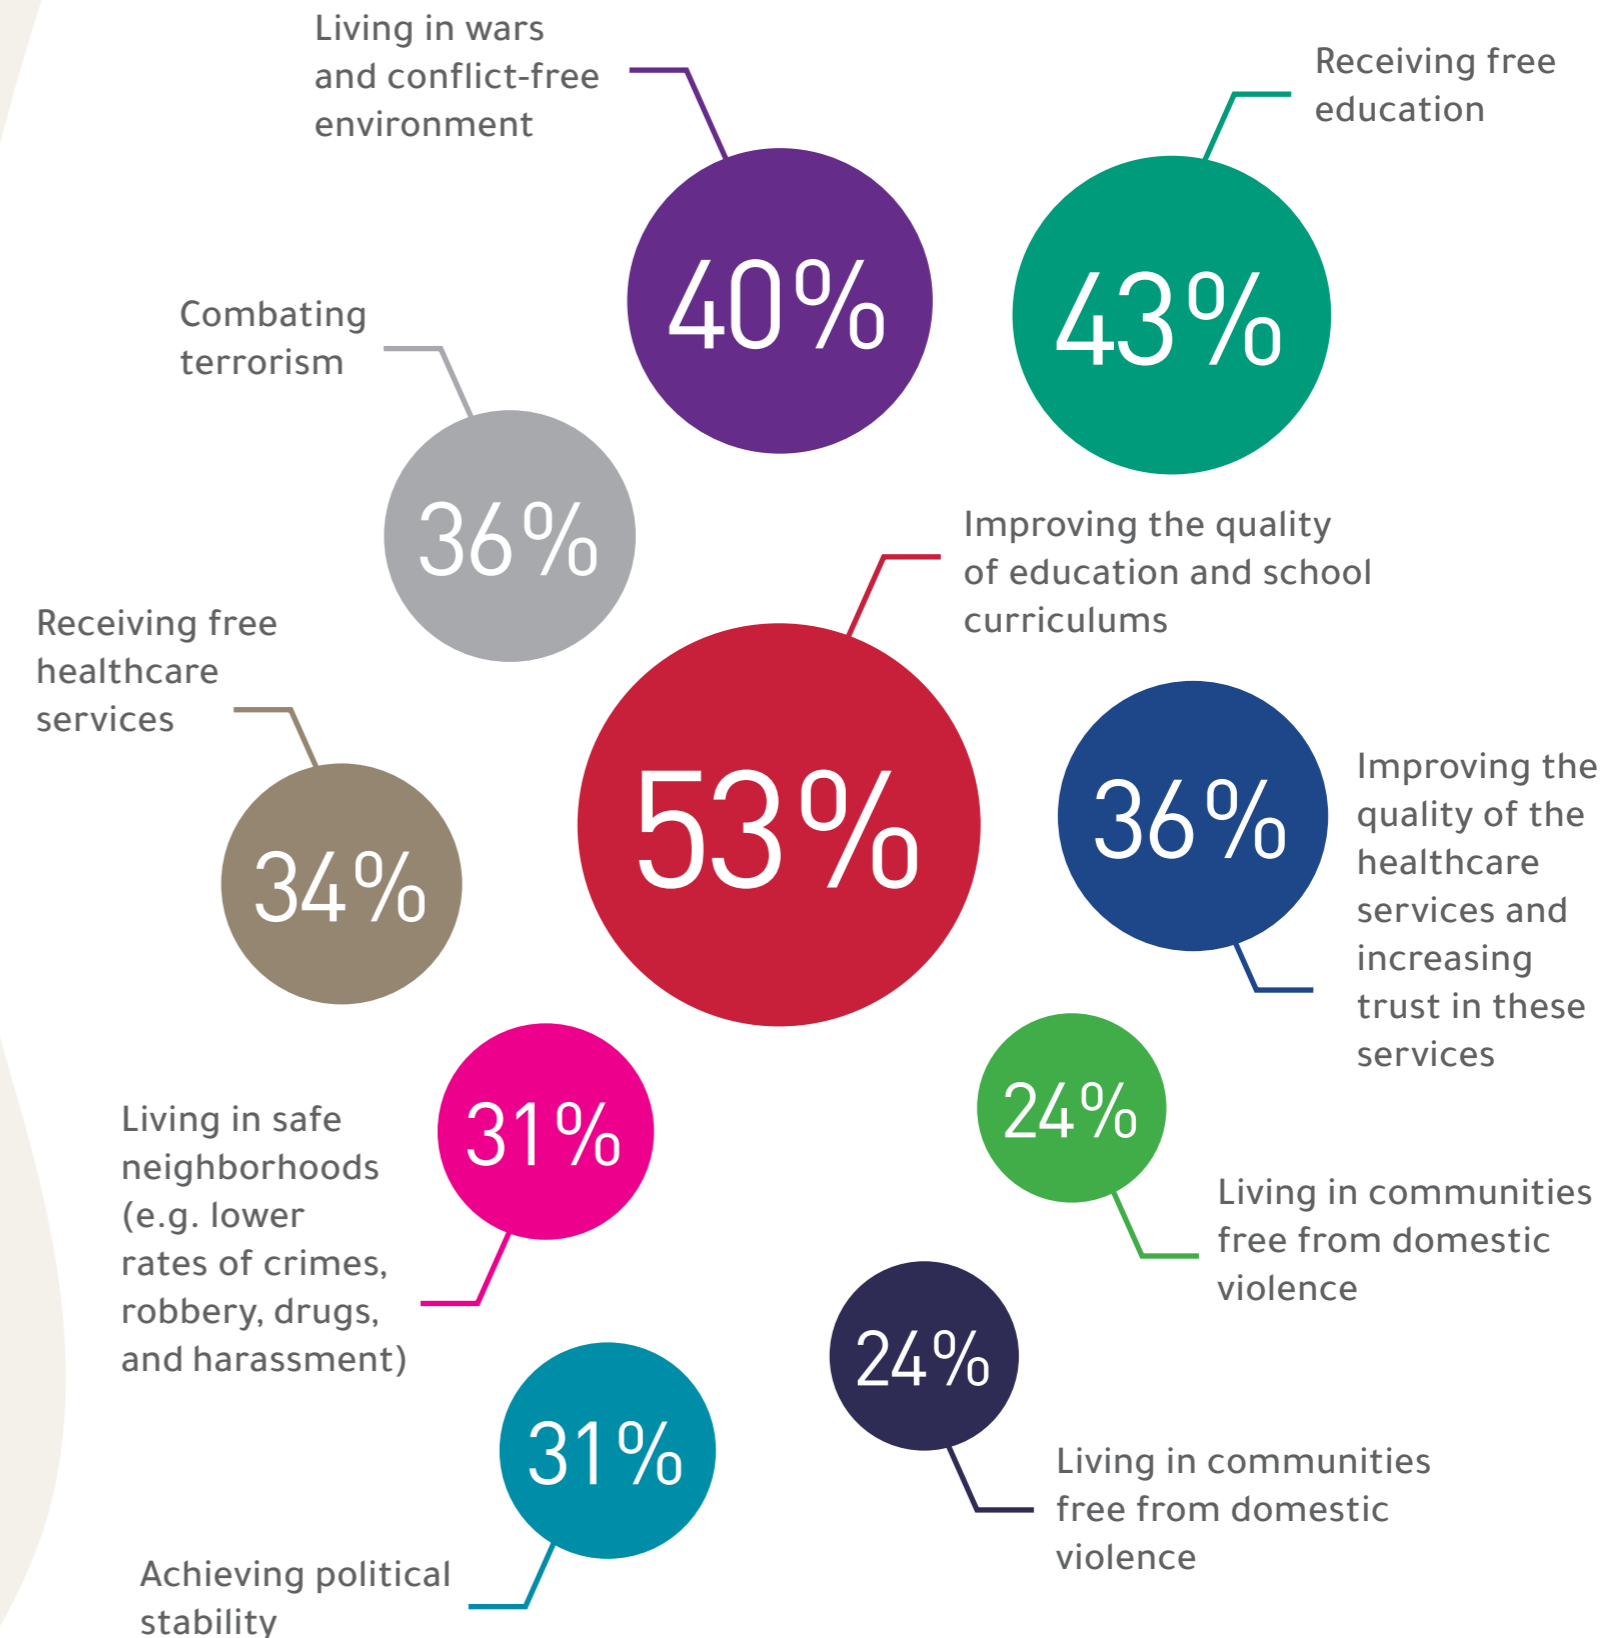 Living in wars
and conflict-free
environment
40%
Receiving free
education
43%
Combating
terrorism
36%
Improving the quality
of education and school
curriculums
53%
Receiving free
healthcare
services
34%
36%
Improving the
quality of the
healthcare
services and
increasing
trust in these
services
31%
Living in safe
neighborhoods
(e.g. lower
rates of crimes,
robbery, drugs,
and harassment)
24%
Living in communities
free from domestic
violence
24%
Living in communities
free from domestic
violence
31%
Achieving political
stability